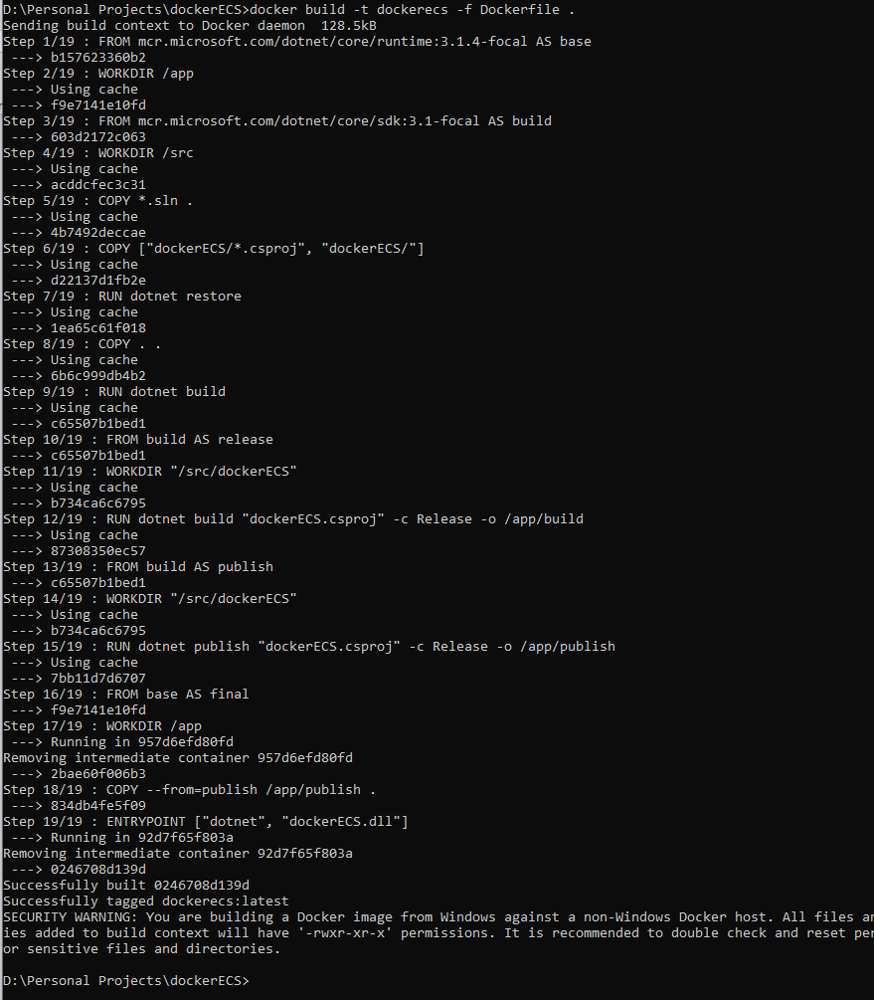 D:\Personal Projects\dockerECS>docker build -t dockerecs -f Dockerfile .
Sending build context to Docker daemon  128.5kB
Step 1/19 : FROM mcr.microsoft.com/dotnet/core/runtime:3.1.4-focal AS base
 ---> b157623360b2
Step 2/19 : WORKDIR /app
 ---> Using cache
 ---> f9e7141e10fd
Step 3/19 : FROM mcr.microsoft.com/dotnet/core/sdk:3.1-focal AS build
 ---> 603d2172c063
Step 4/19 : WORKDIR /src
 ---> Using cache
 ---> acddcfec3c31
Step 5/19 : COPY *.sln .
 ---> Using cache
 ---> 4b7492deccae
Step 6/19 : COPY ["dockerECS/*.csproj", "dockerECS/"]
 ---> Using cache
 ---> d22137d1fb2e
Step 7/19 : RUN dotnet restore
 ---> Using cache
 ---> 1ea65c61f018
Step 8/19 : COPY . .
 ---> Using cache
 ---> 6b6c999db4b2
Step 9/19 : RUN dotnet build
 ---> Using cache
 ---> c65507b1bed1
Step 10/19 : FROM build AS release
 ---> c65507b1bed1
Step 11/19 : WORKDIR "/src/dockerECS"
 ---> Using cache
 ---> b734ca6c6795
Step 12/19 : RUN dotnet build "dockerECS.csproj" -c Release -o /app/build
 ---> Using cache
 ---> 87308350ec57
Step 13/19 : FROM build AS publish
 ---> c65507b1bed1
Step 14/19 : WORKDIR "/src/dockerECS"
 ---> Using cache
 ---> b734ca6c6795
Step 15/19 : RUN dotnet publish "dockerECS.csproj" -c Release -o /app/publish
 ---> Using cache
 ---> 7bb11d7d6707
Step 16/19 : FROM base AS final
 ---> f9e7141e10fd
Step 17/19 : WORKDIR /app
 ---> Running in 957d6efd80fd
Removing intermediate container 957d6efd80fd
 ---> 2bae60f006b3
Step 18/19 : COPY --from=publish /app/publish .
 ---> 834db4fe5f09
Step 19/19 : ENTRYPOINT ["dotnet", "dockerECS.dll"]
 ---> Running in 92d7f65f803a
Removing intermediate container 92d7f65f803a
 ---> 0246708d139d
Successfully built 0246708d139d
Successfully tagged dockerecs:latest
SECURITY WARNING: You are building a Docker image from Windows against a non-Windows Docker host. All files an
ies added to build context will have '-rwxr-xr-x' permissions. It is recommended to double check and reset per
or sensitive files and directories.

D:\Personal Projects\dockerECS>